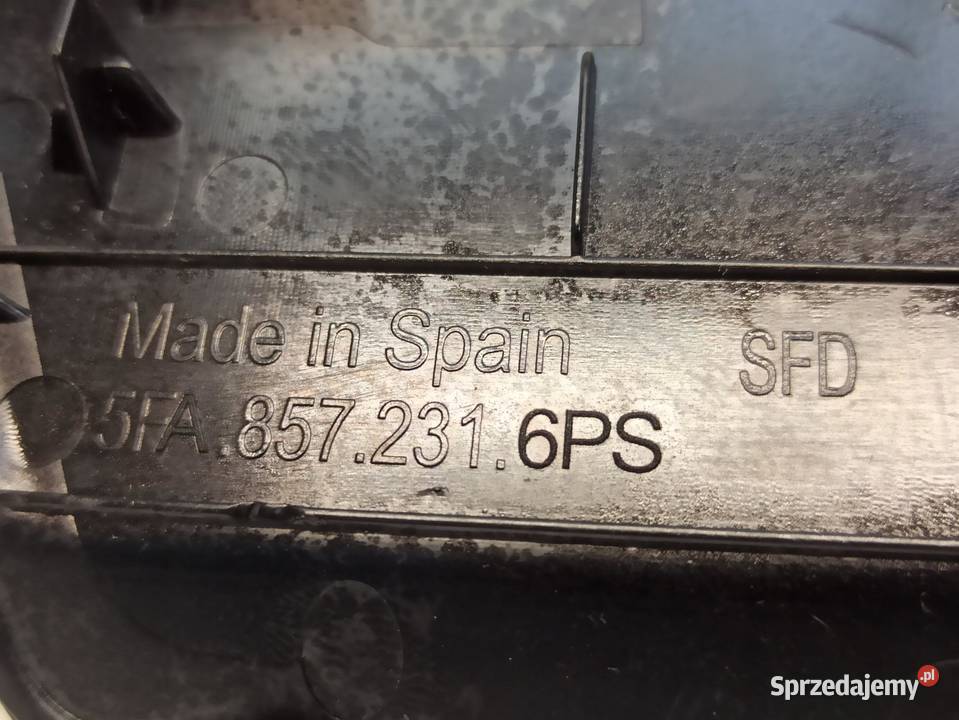 Made in Spain
SFD
5FA.857.231.6PS
Sprzedajemy.pl